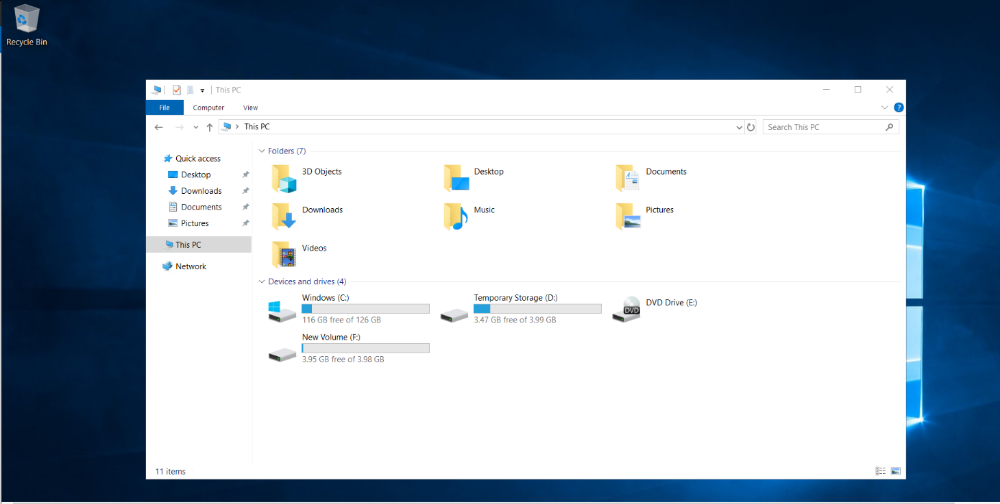 Recycle Bin
This PC
File
Computer
View
?
This PC
Search This PC
Quick access
Desktop
Downloads
Documents
Pictures
This PC
Network
Folders (7)
3D Objects
Desktop
Documents
Downloads
Music
Pictures
Videos
Devices and drives (4)
Windows (C:)
116 GB free of 126 GB
Temporary Storage (D:)
3.47 GB free of 3.99 GB
DVD
DVD Drive (E:)
New Volume (F:)
3.95 GB free of 3.98 GB
11 items